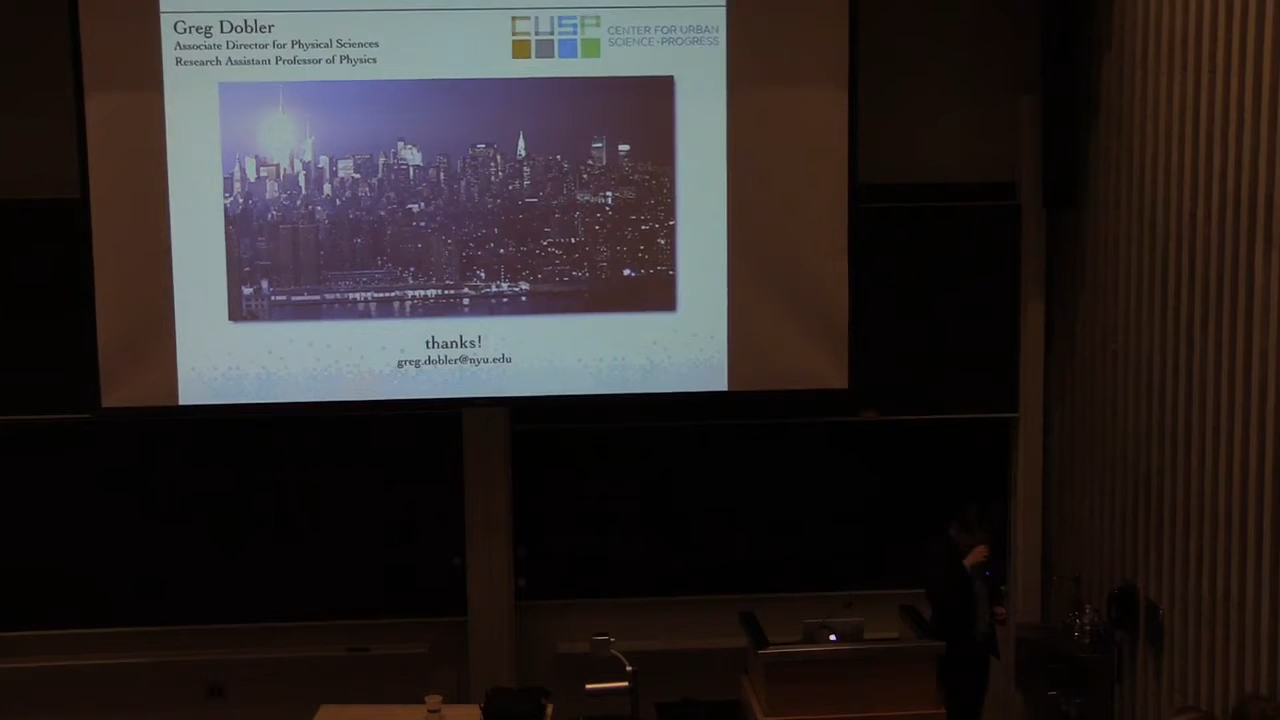 Greg Dobler
Associate Director for Physical Sciences
Research Assistant Professor of Physics
CUSP
CENTER FOR URBAN
SCIENCE+PROGRESS
thanks!
greg.dobler@nyu.edu